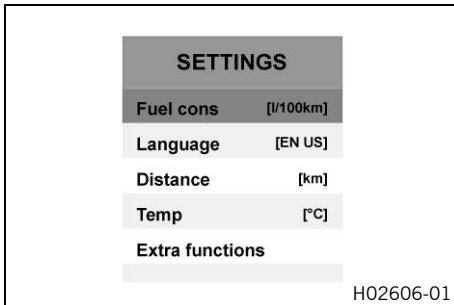 SETTINGS
Fuel cons [l/100km]
Language [EN US]
Distance [km]
Temp [°C]
Extra functions
H02606-01